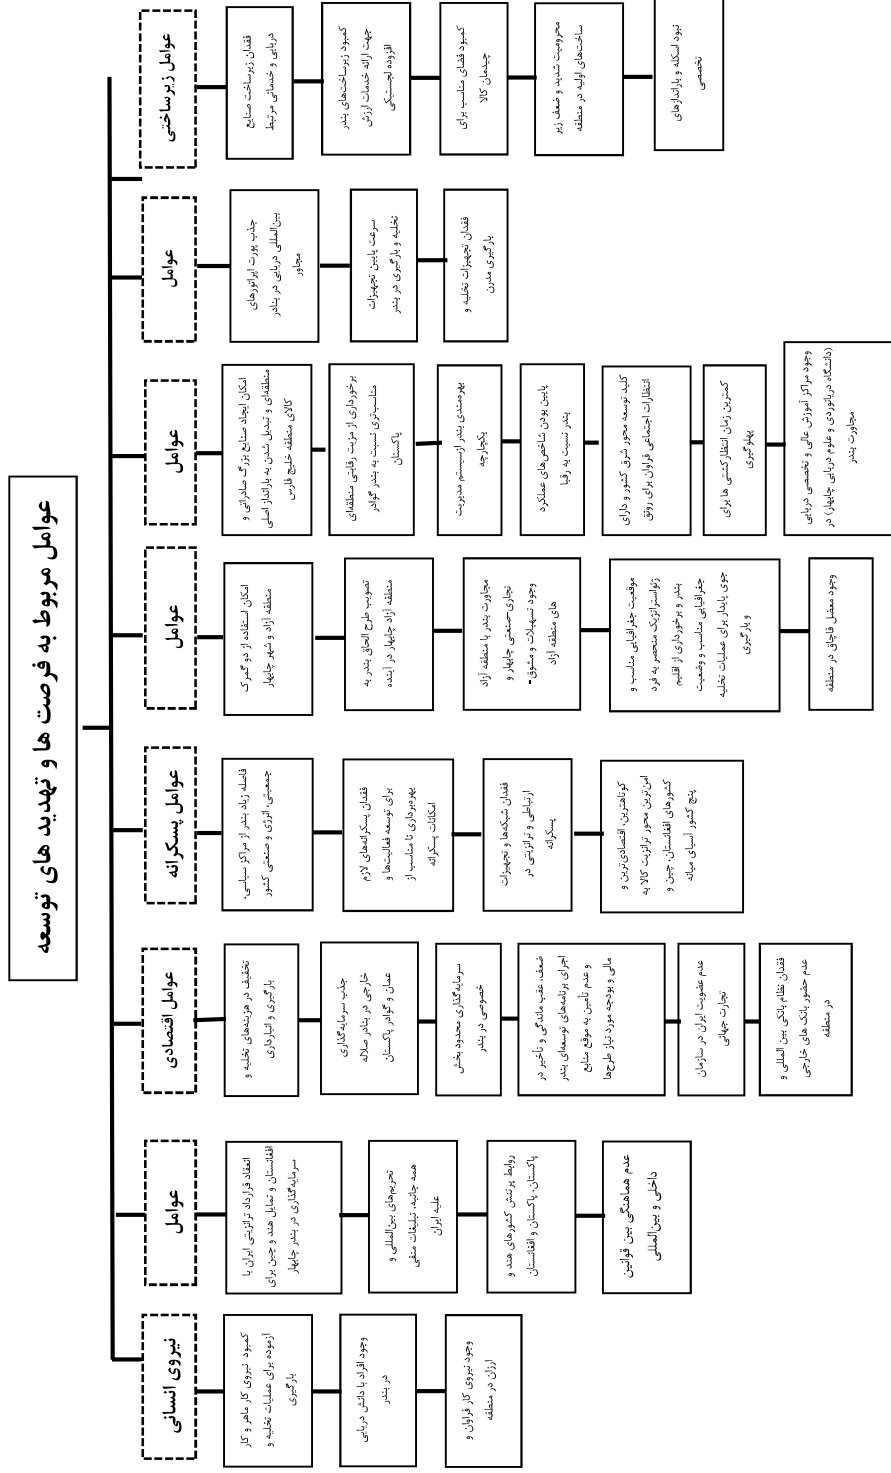 عوامل مربوط به فرصت ها و تهدید های توسعه
عوامل زیرساختی
فقدان زیرساخت صنایع
دریایی و خدماتی مرتبط
کمبود زیرساخت‌های بندر
جهت ارائه خدمات ارزش
افزوده لجستیکی
کمبود فضای مناسب برای
چیدمان کالا
محرومیت شدید و ضعف زیر
ساخت‌های اولیه در منطقه
نبود اسکله و بارانداز‌های
تخصصی
عوامل
جذب پورت اپراتورهای
بین‌المللی دریایی در بنادر
مجاور
سرعت پایین تجهیزات
تخلیه و بارگیری در بندر
فقدان تجهیزات تخلیه و
بارگیری مدرن
عوامل
امکان ایجاد صنایع بزرگ صادراتی و
منطقه‌ای و تبدیل شدن به بارانداز اصلی
کالای منطقه خلیج فارس
برخورداری از مزیت رقابتی منطقه‌ای
مناسب‌تری نسبت به بندر گوادر
پاکستان
بهره‌مندی بندر ازسیستم مدیریت
یکپارچه
پایین بودن شاخص‌های عملکرد
بندر نسبت به رقبا
کلید توسعه محور شرق کشور و دارای
انتظارات اجتماعی فراوان برای رونق
کمترین زمان انتظارکشتی ها برای
پهلوگیری
وجود مراکز آموزش عالی و تخصصی دریایی
(دانشگاه دریانوردی و علوم دریایی چابهار) در
مجاورت بندر
عوامل
امکان استفاده از دو گمرک
منطقه آزاد و شهر چابهار
تصویب طرح الحاق بندر به
منطقه آزاد چابهار در آینده
مجاورت بندر با منطقه آزاد
تجاری-صنعتی چابهار و
وجود تسهیلات و مشوق-
های منطقه آزاد
موقعیت جغرافیایی مناسب و
ژئواستراتژیک منحصر به فرد
بندر و برخورداری از اقلیم
جغرافیایی مناسب و وضعیت
جوی پایدار برای عملیات تخلیه
و بارگیری
وجود معضل قاچاق در منطقه
عوامل پسکرانه
فاصله زیاد بندر از مراکز سیاسی،
جمعیتی، انرژی و صنعتی کشور
فقدان پسکرانه‌های لازم
برای توسعه فعالیت‌ها و
بهره‌برداری نا مناسب از
امکانات پسکرانه
فقدان شبکه‌ها و تجهیزات
ارتباطی و ترانزیتی در
پسکرانه
کوتاهترین، اقتصادی‌ترین و
امن‌ترین محور ترانزیت کالا به
کشورهای افغانستان، چین و
پنج کشور آسیای میانه
عوامل اقتصادی
تخفیف در هزینه‌های تخلیه و
بارگیری و انبارداری
جذب سرمایه‌گذاری
خارجی در بنادر صلاله
عمان و گوادر پاکستان
سرمایه‌گذاری محدود بخش
خصوصی در بندر
ضعف، عقب ماندگی و تأخیر در
اجرای برنامه‌های توسعه‌ای بندر
و عدم تأمین به موقع منابع
مالی و بودجه مورد نیاز طرح‌ها
عدم عضویت ایران در سازمان
تجارت جهانی
فقدان نظام بانکی بین المللی و
عدم حضور بانک های خارجی
در منطقه
عوامل
انعقاد قرارداد ترانزیتی ایران با
افغانستان و تمایل هند و چین برای
سرمایه‌گذاری در بندر چابهار
تحریم‌های بین‌المللی و
همه جانبه، تبلیغات منفی
علیه ایران
روابط پرتنش کشورهای هند و
پاکستان، پاکستان و افغانستان
عدم هماهنگی بین قوانین
داخلی و بین‌المللی
نیروی انسانی
کمبود نیروی کار ماهر و کار
آزموده برای عملیات تخلیه و
بارگیری
وجود افراد با دانش دریایی
در بندر
وجود نیروی کار فراوان و
ارزان در منطقه